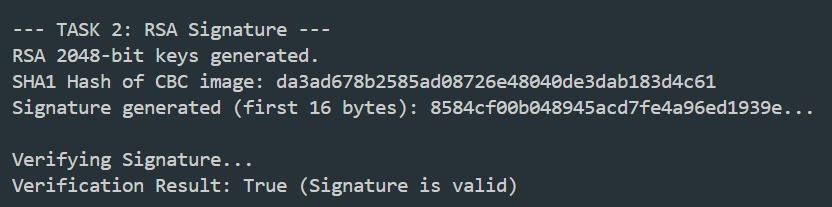 --- TASK 2: RSA Signature ---
RSA 2048-bit keys generated.
SHA1 Hash of CBC image: da3ad678b2585ad08726e48040de3dab183d4c61
Signature generated (first 16 bytes): 8584cf00b048945acd7fe4a96ed1939e...
Verifying Signature...
Verification Result: True (Signature is valid)